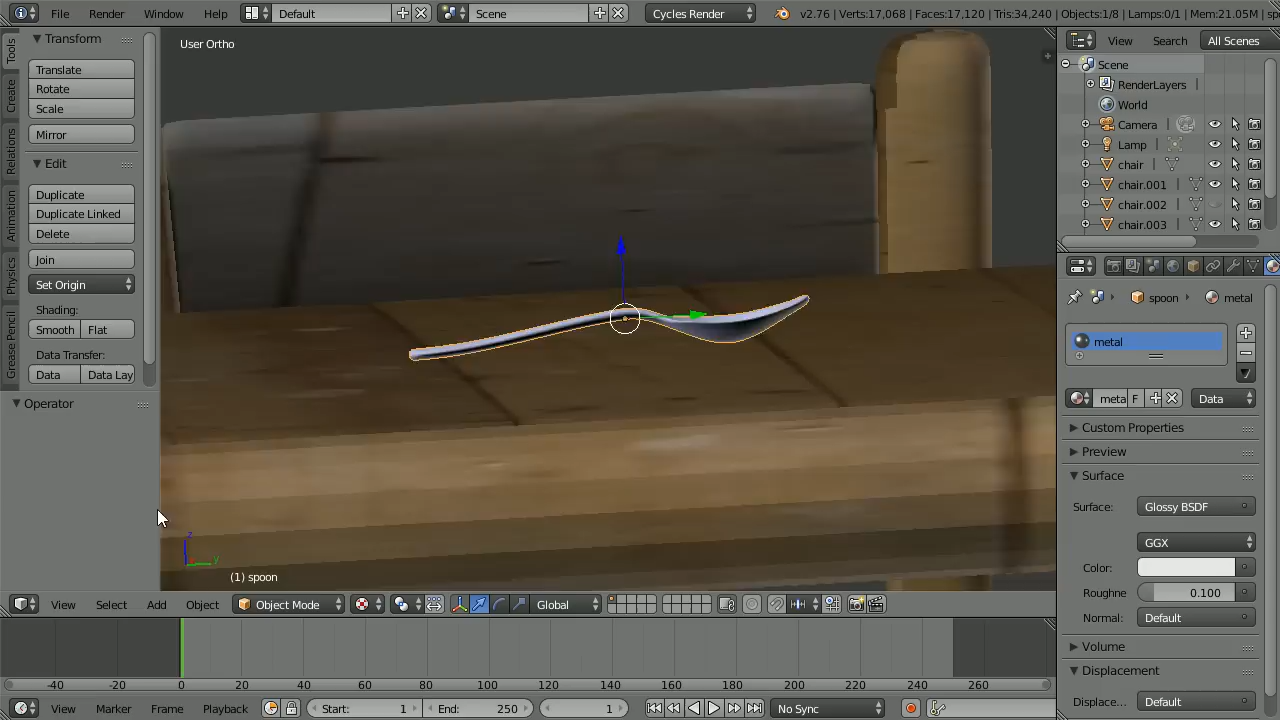 File Render Window Help Default Scene Cycles Render v2.76 | Verts:17,068 | Faces:17,120 | Tris:34,240 | Objects:1/8 | Lamps:0/1 | Mem:21.05M | sp
Tools
Create
Relations
Animation
Physics
Grease Pencil
Transform
Translate
Rotate
Scale
Mirror
Edit
Duplicate
Duplicate Linked
Delete
Join
Set Origin
Shading:
Smooth Flat
Data Transfer:
Data Data Lay
Operator
User Ortho
z
y
(1) spoon
View Select Add Object Object Mode Global
View Search All Scenes
Scene
RenderLayers
World
Camera
Lamp
chair
chair.001
chair.002
chair.003
spoon metal
metal
meta F Data
Custom Properties
Preview
Surface
Surface: Glossy BSDF
GGX
Color:
Roughne 0.100
Normal: Default
Volume
Displacement
Displace... Default
-40 -20 0 20 40 60 80 100 120 140 160 180 200 220 240 260
View Marker Frame Playback Start: 1 End: 250 1 No Sync